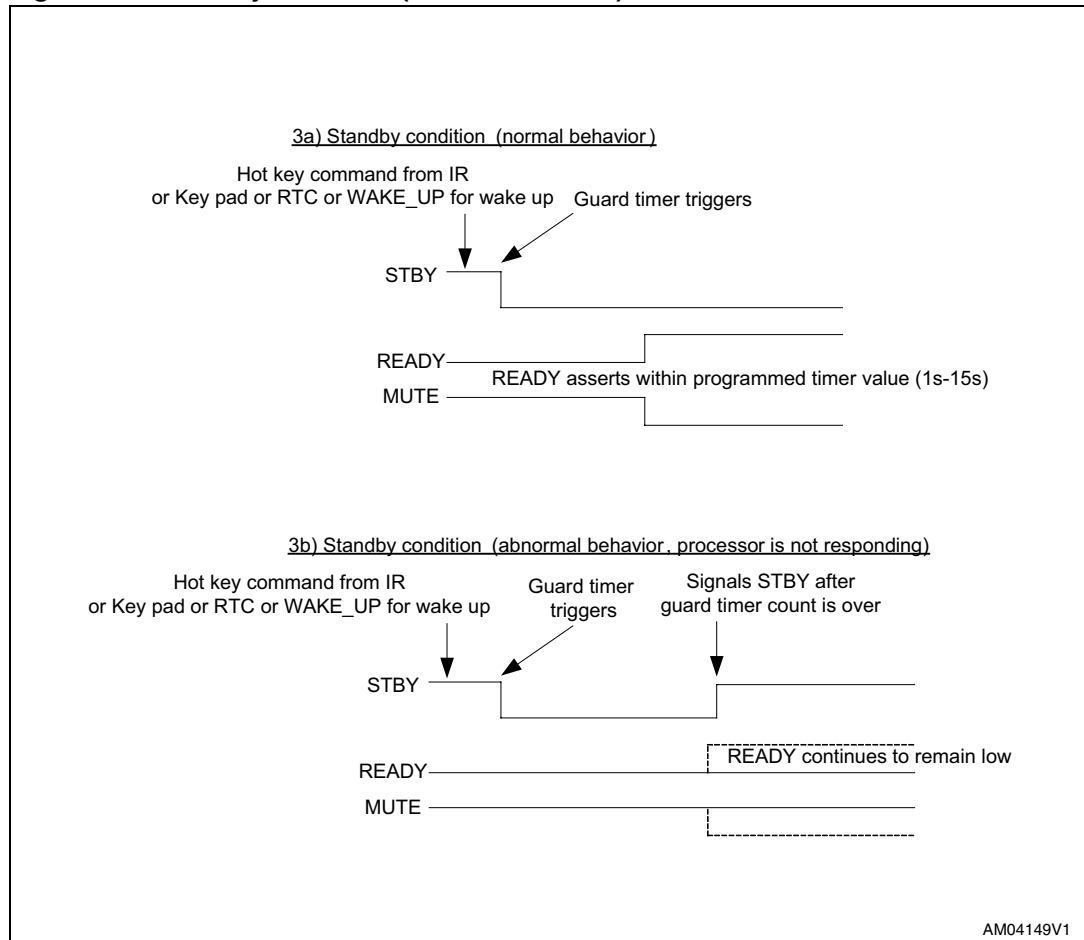 3a) Standby condition (normal behavior)
Hot key command from IR
or Key pad or RTC or WAKE_UP for wake up
Guard timer triggers
STBY
READY
READY asserts within programmed timer value (1s-15s)
MUTE
3b) Standby condition (abnormal behavior, processor is not responding)
Hot key command from IR
or Key pad or RTC or WAKE_UP for wake up
Guard timer
triggers
Signals STBY after
guard timer count is over
STBY
READY
READY continues to remain low
MUTE
AM04149V1